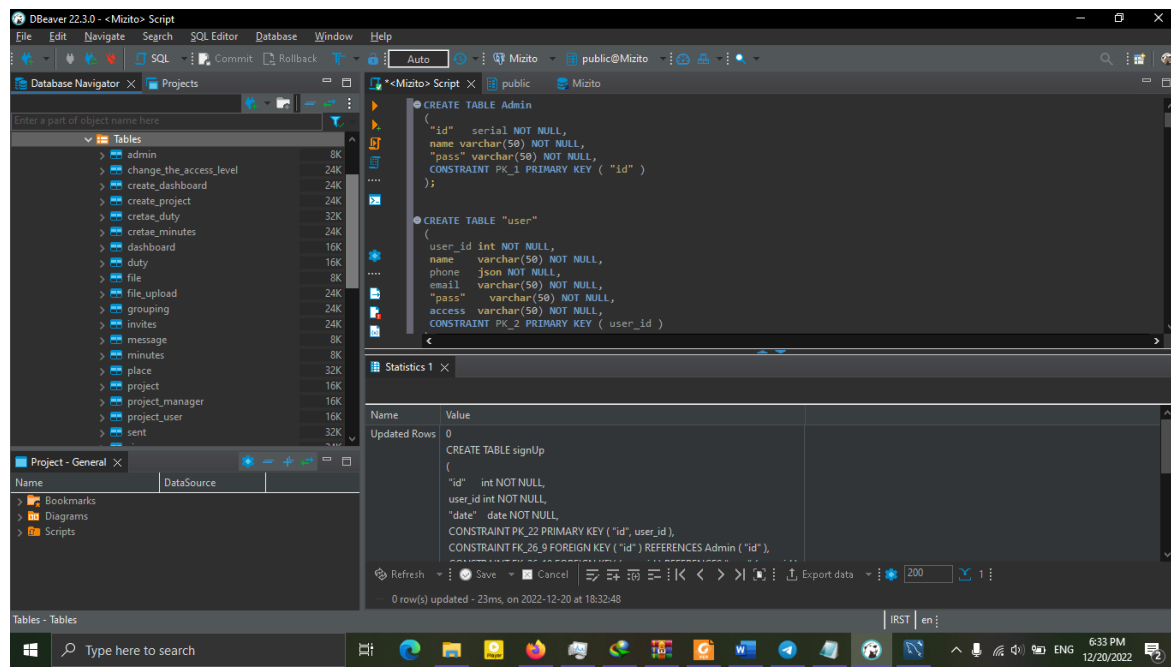 DBeaver 22.3.0 - <Mizito> Script
File Edit Navigate Search SQL Editor Database Window Help
SQL Commit Rollback Auto Mizito public@Mizito
Database Navigator Projects
*<Mizito> Script public Mizito
Enter a part of object name here
Tables
admin 8K
change_the_access_level 24K
create_dashboard 24K
create_project 24K
cretae_duty 32K
cretae_minutes 24K
dashboard 16K
duty 16K
file 8K
file_upload 24K
grouping 24K
invites 24K
message 8K
minutes 8K
place 32K
project 16K
project_manager 16K
project_user 16K
sent 32K
CREATE TABLE Admin
(
"id" serial NOT NULL,
name varchar(50) NOT NULL,
"pass" varchar(50) NOT NULL,
CONSTRAINT PK_1 PRIMARY KEY ( "id" )
);
CREATE TABLE "user"
(
user_id int NOT NULL,
name varchar(50) NOT NULL,
phone json NOT NULL,
email varchar(50) NOT NULL,
"pass" varchar(50) NOT NULL,
access varchar(50) NOT NULL,
CONSTRAINT PK_2 PRIMARY KEY ( user_id )
Statistics 1
Name Value
Updated Rows 0
CREATE TABLE signUp
(
"id" int NOT NULL,
user_id int NOT NULL,
"date" date NOT NULL,
CONSTRAINT PK_22 PRIMARY KEY ( "id", user_id ),
CONSTRAINT FK_26_9 FOREIGN KEY ( "id" ) REFERENCES Admin ( "id" ),
Refresh Save Cancel Export data 200 1
0 row(s) updated - 23ms, on 2022-12-20 at 18:32:48
Project - General
Name DataSource
Bookmarks
Diagrams
Scripts
Tables - Tables
IRST en
Type here to search
ENG
6:33 PM
12/20/2022